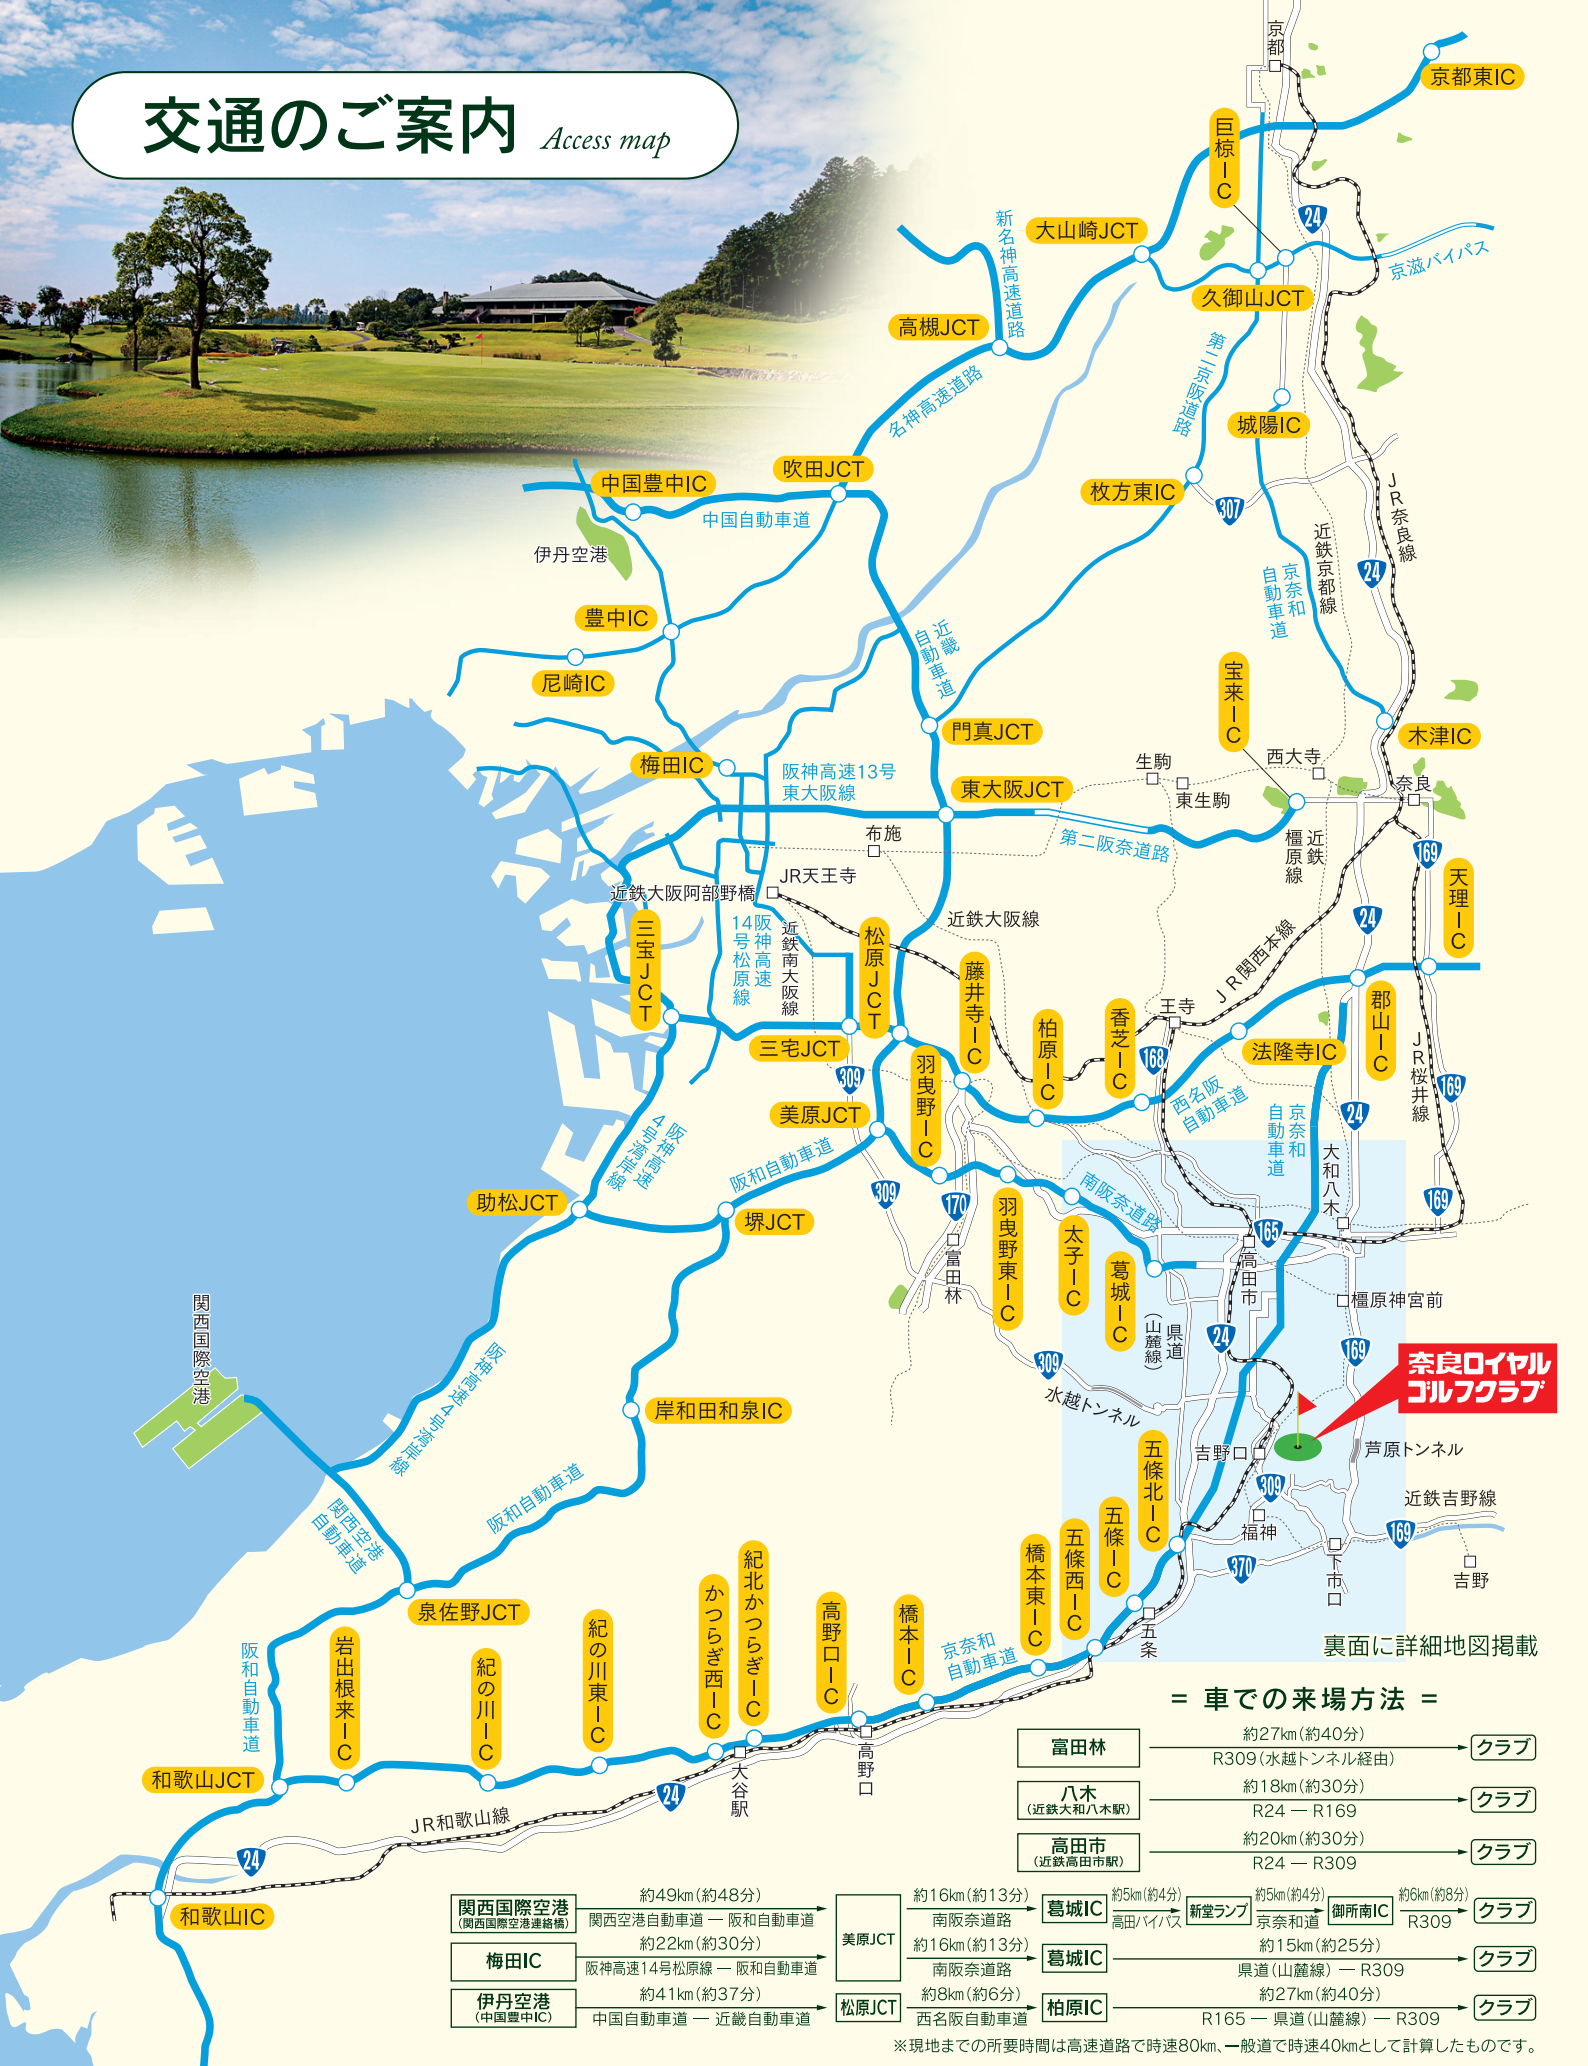 交通のご案内 Access map
京都
京都東IC
巨椋IC
24
新名神高速道路
大山崎JCT
京滋バイパス
久御山JCT
高槻JCT
第二京阪道路
名神高速道路
城陽IC
吹田JCT
中国豊中IC
枚方東IC
307
JR奈良線
中国自動車道
伊丹空港
近鉄京都線
24
京奈和
自動車道
豊中IC
近畿
自動車道
尼崎IC
宝来IC
門真JCT
木津IC
梅田IC
阪神高速13号
東大阪線
生駒
西大寺
東大阪JCT
東生駒
奈良
布施
第二阪奈道路
近鉄
橿原線
169
天理IC
JR天王寺
近鉄大阪阿部野橋
三宝JCT
阪神高速
14号松原線
近鉄南大阪線
松原JCT
近鉄大阪線
24
JR関西本線
藤井寺IC
柏原IC
香芝IC
王寺
郡山IC
三宅JCT
法隆寺IC
168
JR桜井線
309
羽曳野IC
169
西名阪
自動車道
24
美原JCT
阪神高速
4号湾岸線
京奈和
自動車道
大和八木
阪和自動車道
南阪奈道路
309
170
169
助松JCT
堺JCT
羽曳野東IC
太子IC
165
富田林
葛城IC
高田市
関西国際空港
橿原神宮前
県道
(山麓線)
24
169
309
奈良ロイヤル
ゴルフクラブ
阪神高速4号湾岸線
水越トンネル
岸和田和泉IC
五條北IC
吉野口
芦原トンネル
309
近鉄吉野線
阪和自動車道
関西空港
自動車道
五條IC
福神
169
橋本東IC
五條西IC
370
下市口
吉野
泉佐野JCT
紀北かつらぎIC
かつらぎ西IC
高野口IC
橋本IC
五条
京奈和
自動車道
裏面に詳細地図掲載
阪和自動車道
岩出根来IC
紀の川IC
紀の川東IC
和歌山JCT
大谷駅
高野口
24
JR和歌山線
24
和歌山IC
= 車での来場方法 =
富田林 約27km(約40分) R309(水越トンネル経由) クラブ
八木 (近鉄大和八木駅) 約18km(約30分) R24 ― R169 クラブ
高田市 (近鉄高田市駅) 約20km(約30分) R24 ― R309 クラブ
関西国際空港 (関西国際空港連絡橋) 約49km(約48分) 関西空港自動車道 ― 阪和自動車道 美原JCT 約16km(約13分) 南阪奈道路 葛城IC 約5km(約4分) 高田バイパス 新堂ランプ 約5km(約4分) 京奈和道 御所南IC 約6km(約8分) R309 クラブ
梅田IC 約22km(約30分) 阪神高速14号松原線 ― 阪和自動車道 約16km(約13分) 南阪奈道路 葛城IC 約15km(約25分) 県道(山麓線) ― R309 クラブ
伊丹空港 (中国豊中IC) 約41km(約37分) 中国自動車道 ― 近畿自動車道 松原JCT 約8km(約6分) 西名阪自動車道 柏原IC 約27km(約40分) R165 ― 県道(山麓線) ― R309 クラブ
※現地までの所要時間は高速道路で時速80km、一般道で時速40kmとして計算したものです。